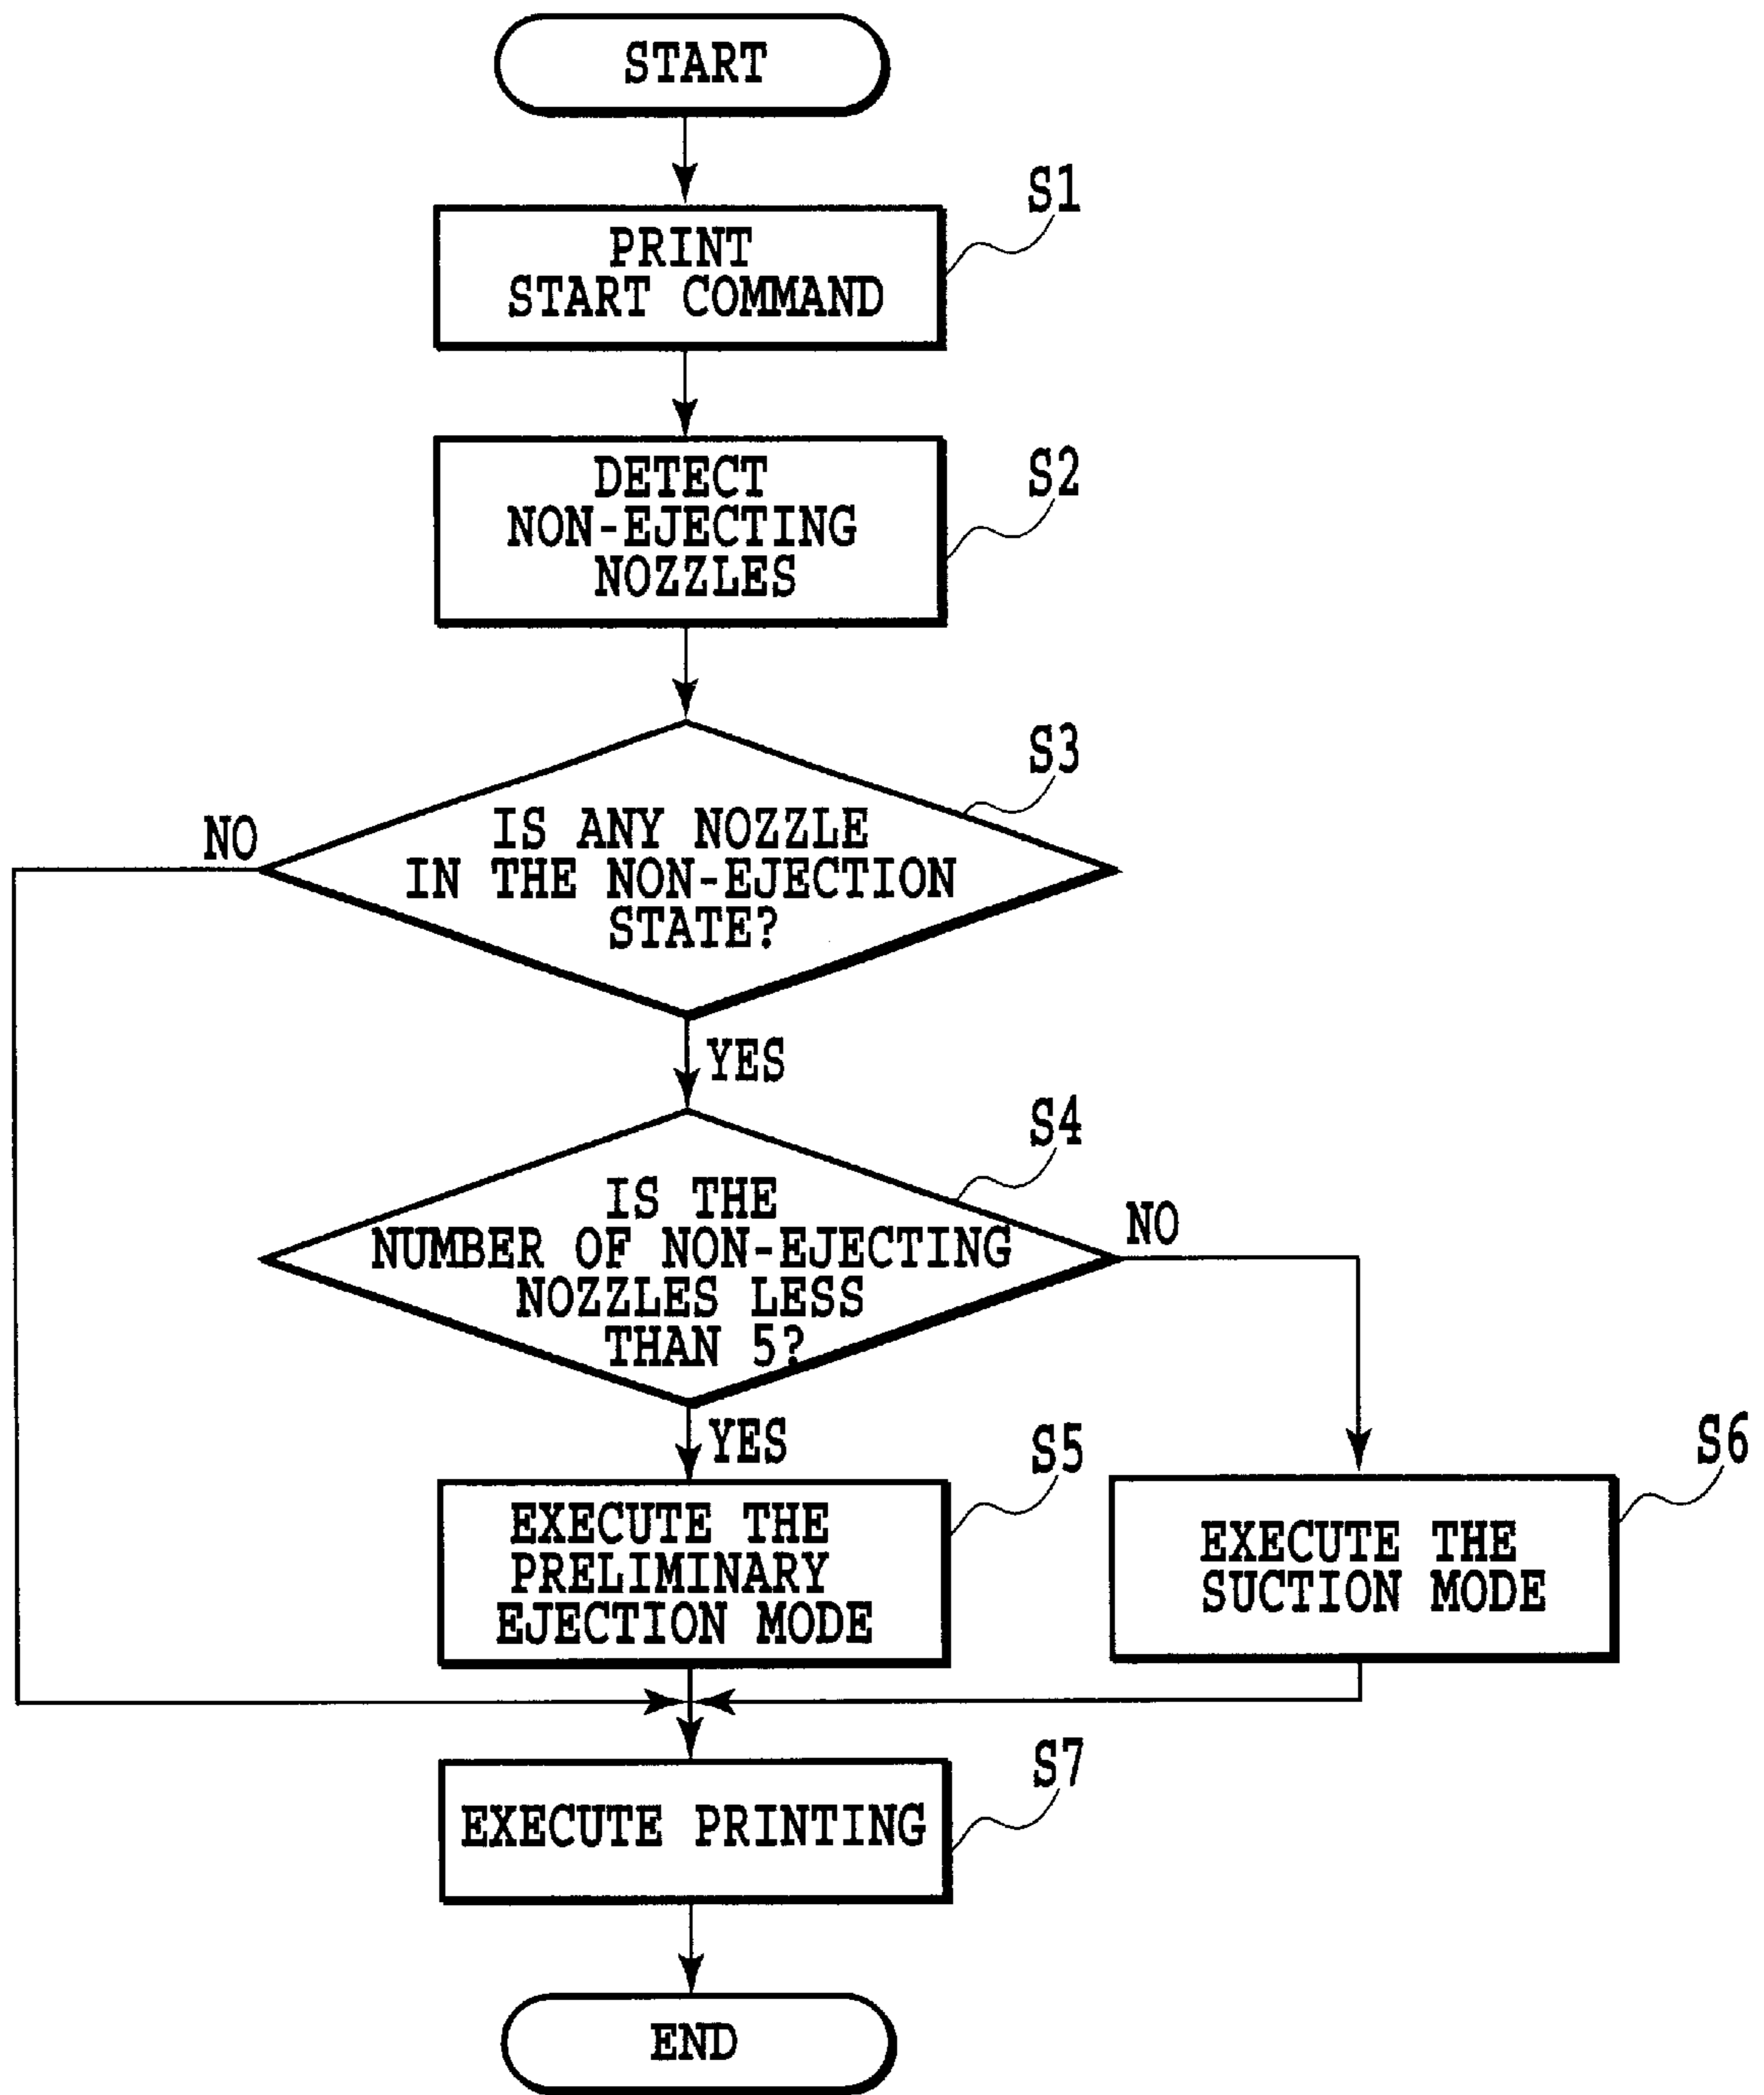 START
S1
PRINT
START COMMAND
S2
DETECT
NON-EJECTING
NOZZLES
S3
NO
IS ANY NOZZLE
IN THE NON-EJECTION
STATE?
YES
S4
IS THE
NO
NUMBER OF NON-EJECTING
NOZZLES LESS
THAN 5?
YES
S5
S6
EXECUTE THE
PRELIMINARY
EJECTION MODE
EXECUTE THE
SUCTION MODE
S7
EXECUTE PRINTING
END